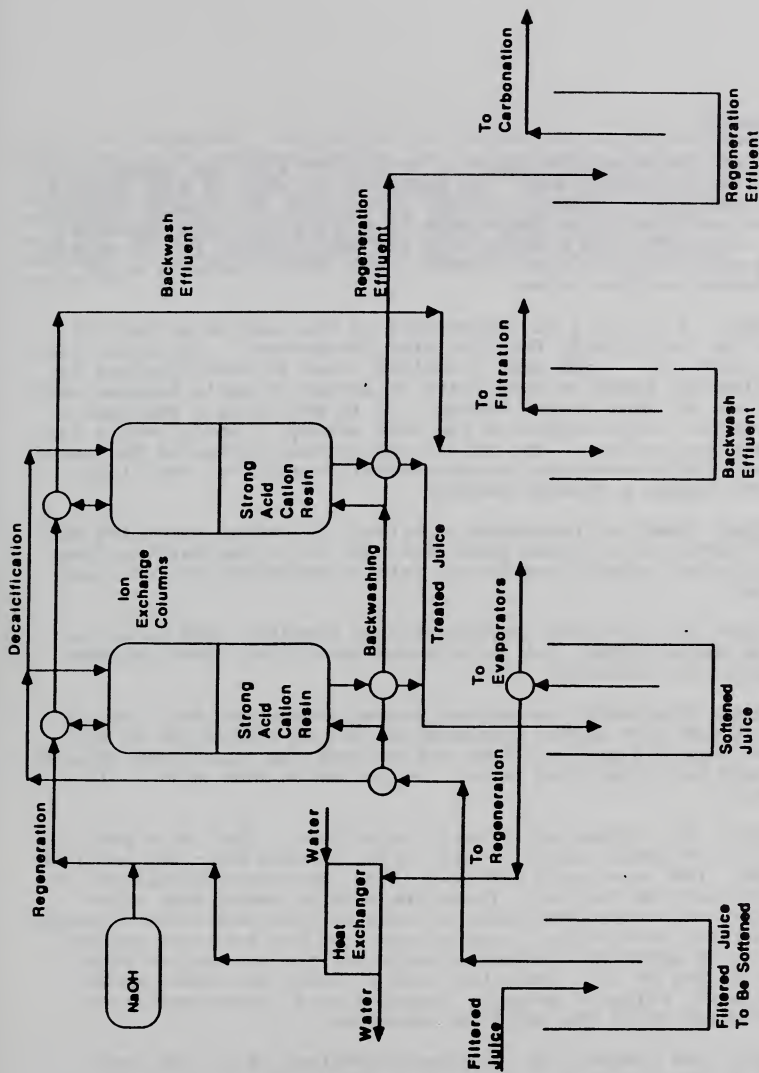 Decalcification
Regeneration
NaOH
Ion
Exchange
Columns
Strong
Acid
Cation
Resin
Strong
Acid
Cation
Resin
Backwash
Effluent
Water
Heat
Exchanger
Water
Backwashing
Treated Juice
Regeneration
Effluent
To
Regeneration
To
Evaporators
To
Filtration
To
Carbonation
Filtered
Juice
Filtered Juice
To Be Softened
Softened
Juice
Backwash
Effluent
Regeneration
Effluent